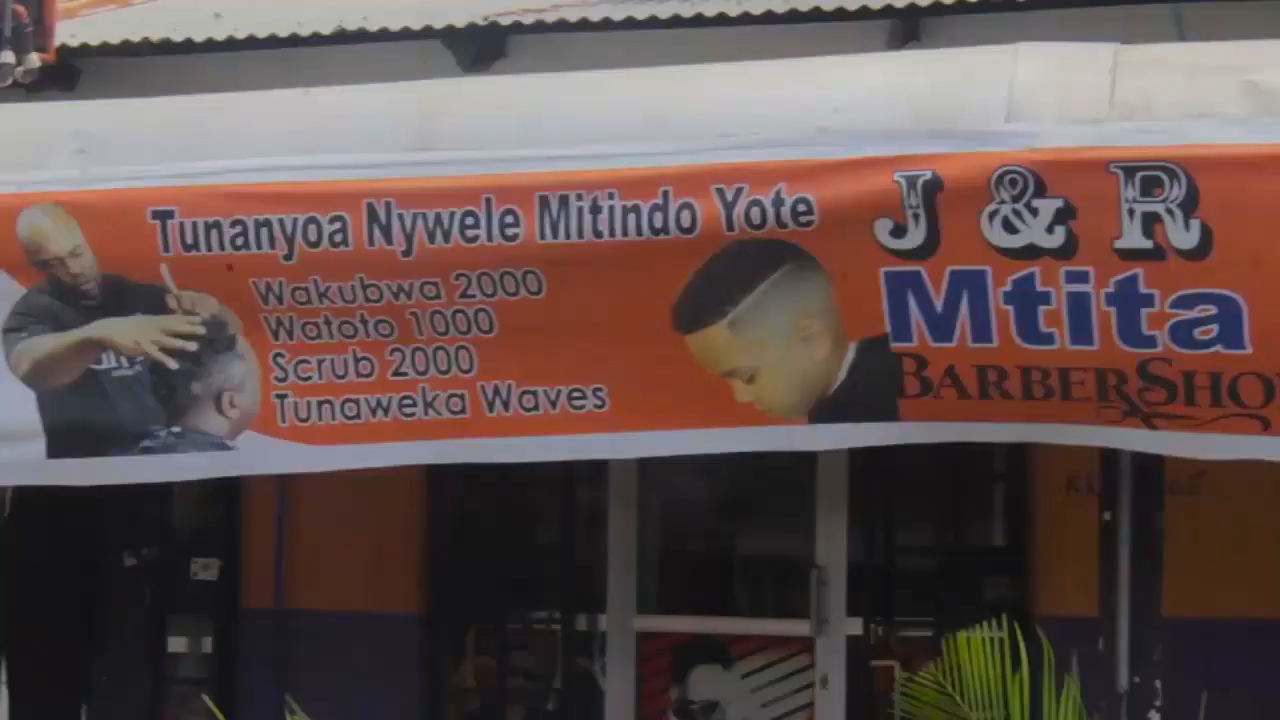 Tunanyoa Nywele Mitindo Yote
Wakubwa 2000
Watoto 1000
Scrub 2000
Tunaweka Waves
J & R
Mtita
BARBERSHO